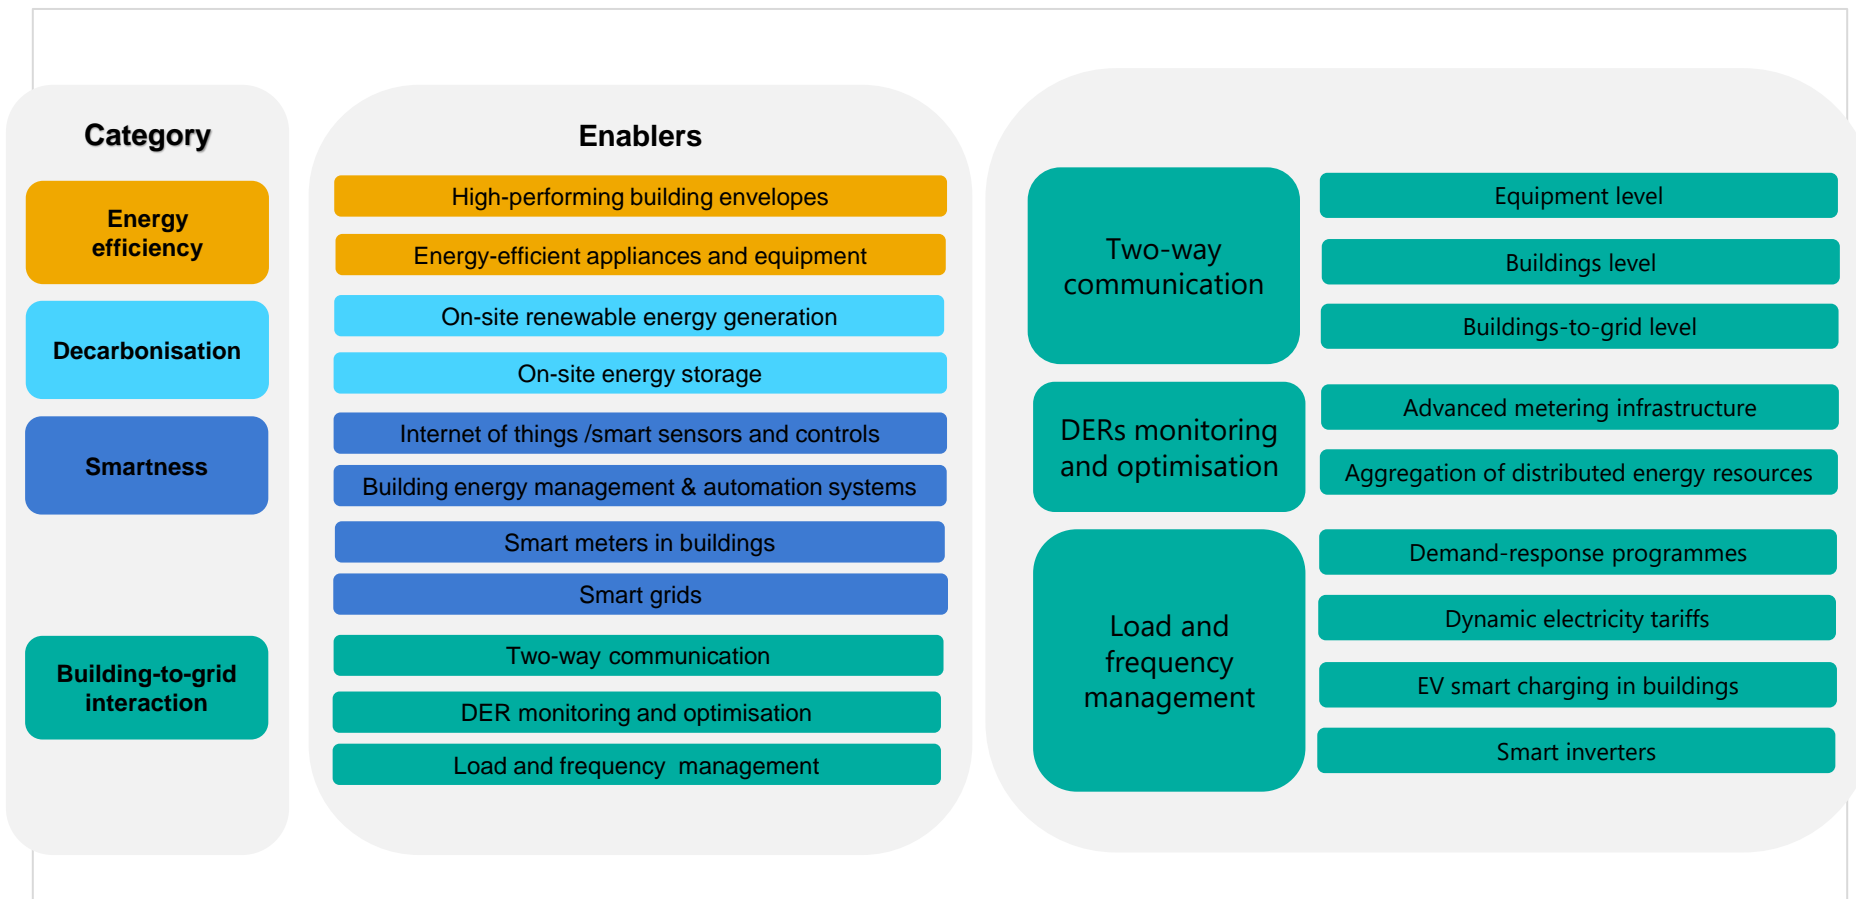 Category
Energy
efficiency
Decarbonisation
Smartness
Building-to-grid
interaction
Enablers
High-performing building envelopes
Energy-efficient appliances and equipment
On-site renewable energy generation
On-site energy storage
Internet of things /smart sensors and controls
Building energy management & automation systems
Smart meters in buildings
Smart grids
Two-way communication
DER monitoring and optimisation
Load and frequency management
Two-way
communication
Equipment level
Buildings level
Buildings-to-grid level
DERs monitoring
and optimisation
Advanced metering infrastructure
Aggregation of distributed energy resources
Load and
frequency
management
Demand-response programmes
Dynamic electricity tariffs
EV smart charging in buildings
Smart inverters